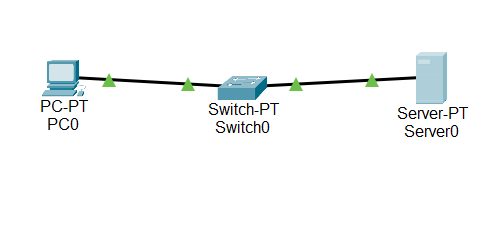 PC-PT
PC0
Switch-PT
Switch0
Server-PT
Server0